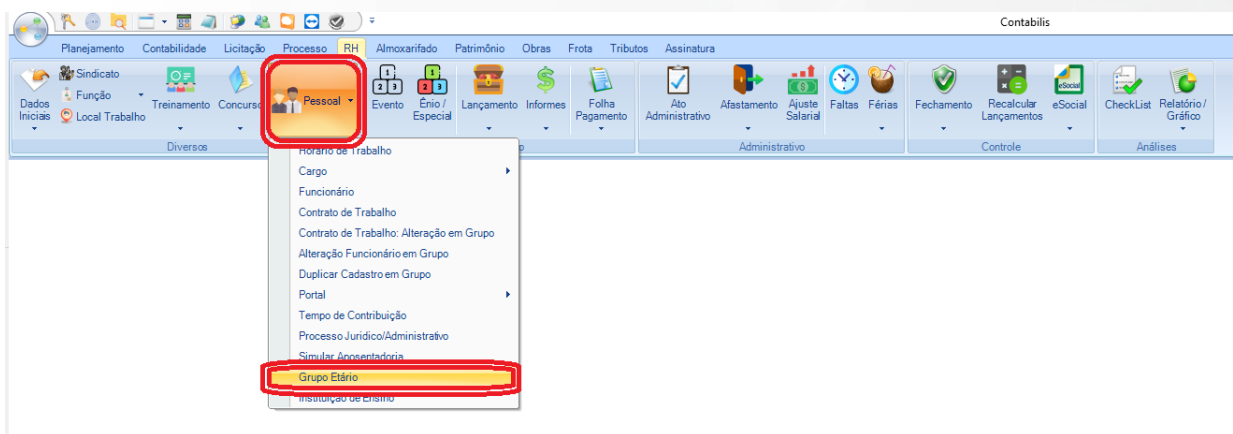 Contabilis
Planejamento Contabilidade Licitação Processo RH Almoxarifado Patrimônio Obras Frota Tributos Assinatura
Dados Iniciais
Sindicato
Função
Local Trabalho
Treinamento
Concurso
Pessoal
Evento
Ênio / Especial
Lançamento
Informes
Folha Pagamento
Ato Administrativo
Afastamento
Ajuste Salarial
Faltas
Férias
Fechamento
Recalcular Lançamentos
eSocial
eSocial
CheckList
Relatório / Gráfico
Diversos
Administrativo
Controle
Análises
Horário de Trabalho
Cargo
Funcionário
Contrato de Trabalho
Contrato de Trabalho: Alteração em Grupo
Alteração Funcionário em Grupo
Duplicar Cadastro em Grupo
Portal
Tempo de Contribuição
Processo Juridico/Administrativo
Simular Aposentadoria
Grupo Etário
Instituição de Ensino